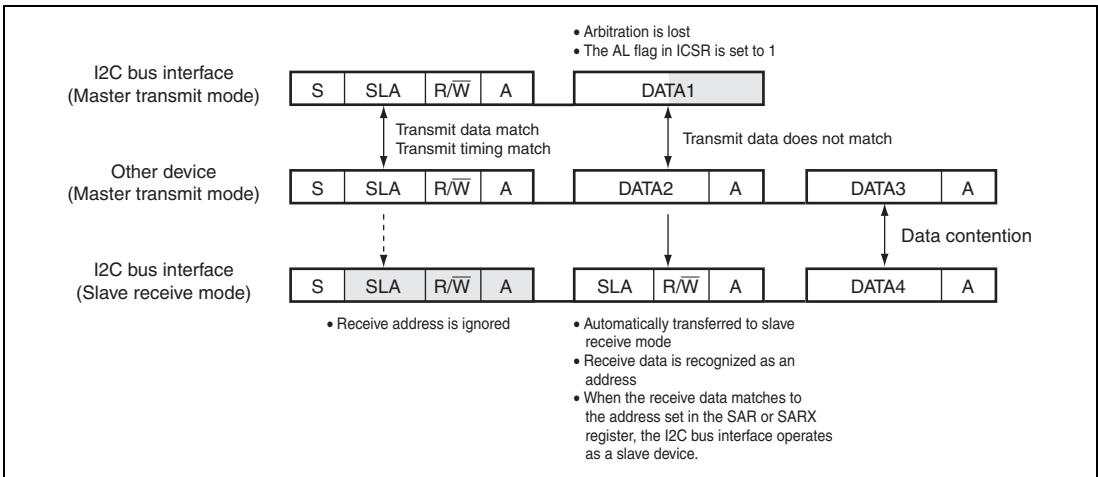 • Arbitration is lost
• The AL flag in ICSR is set to 1
I2C bus interface
(Master transmit mode)
S SLA R/W̅ A DATA1
Transmit data match
Transmit timing match
Transmit data does not match
Other device
(Master transmit mode)
S SLA R/W̅ A DATA2 A DATA3 A
Data contention
I2C bus interface
(Slave receive mode)
S SLA R/W̅ A SLA R/W̅ A DATA4 A
• Receive address is ignored
• Automatically transferred to slave
receive mode
• Receive data is recognized as an
address
• When the receive data matches to
the address set in the SAR or SARX
register, the I2C bus interface operates
as a slave device.